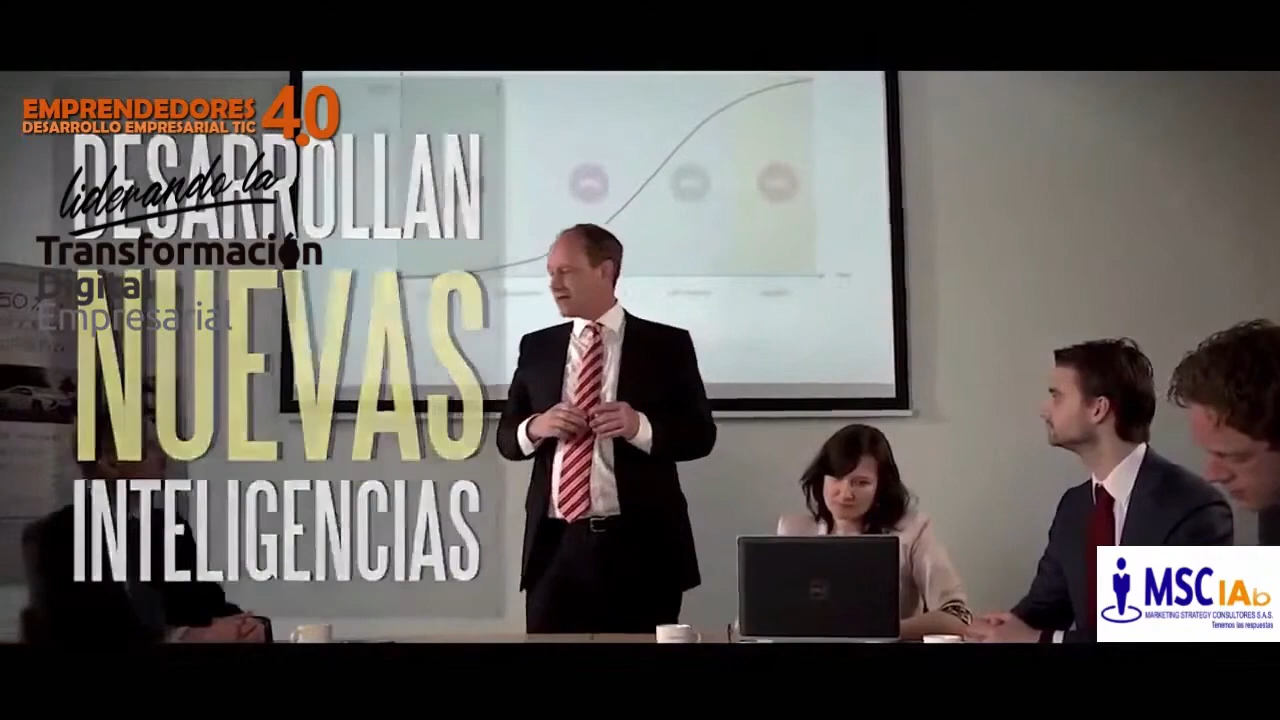 EMPRENDEDORES 4.0
DESARROLLO EMPRESARIAL TIC
DESARROLLAN
liderando la
Transformación
Digital
Empresarial
NUEVAS
INTELIGENCIAS
50%
MSC IAb
MARKETING STRATEGY CONSULTORES S.A.S.
Tenemos las respuestas